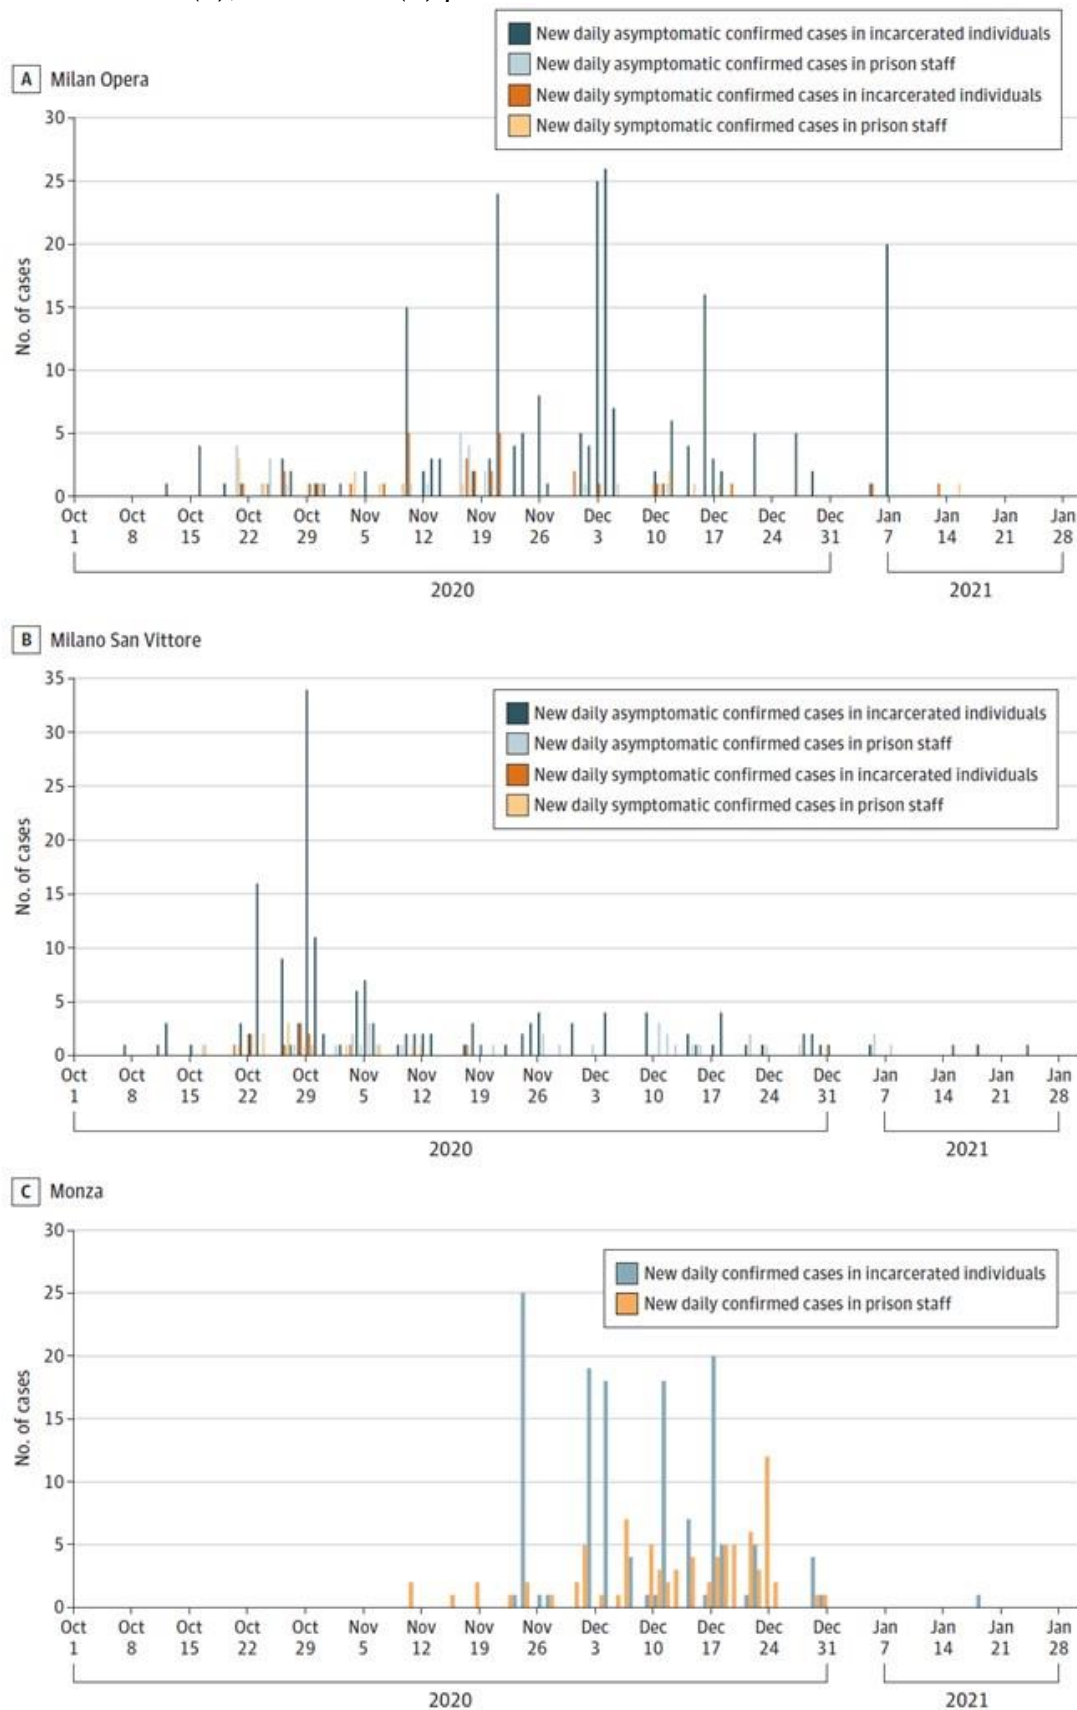 New daily asymptomatic confirmed cases in incarcerated individuals
New daily asymptomatic confirmed cases in prison staff
New daily symptomatic confirmed cases in incarcerated individuals
New daily symptomatic confirmed cases in prison staff
A Milan Opera
30
25
20
15
10
5
0
No. of cases
Oct Oct Oct Oct Oct Nov Nov Nov Nov Dec Dec Dec Dec Dec Jan Jan Jan Jan
1 8 15 22 29 5 12 19 26 3 10 17 24 31 7 14 21 28
2020 2021
B Milano San Vittore
35
30
25
20
15
10
5
0
No. of cases
New daily asymptomatic confirmed cases in incarcerated individuals
New daily asymptomatic confirmed cases in prison staff
New daily symptomatic confirmed cases in incarcerated individuals
New daily symptomatic confirmed cases in prison staff
Oct Oct Oct Oct Oct Nov Nov Nov Nov Dec Dec Dec Dec Dec Jan Jan Jan Jan
1 8 15 22 29 5 12 19 26 3 10 17 24 31 7 14 21 28
2020 2021
C Monza
30
25
20
15
10
5
0
No. of cases
New daily confirmed cases in incarcerated individuals
New daily confirmed cases in prison staff
Oct Oct Oct Oct Oct Nov Nov Nov Nov Dec Dec Dec Dec Dec Jan Jan Jan Jan
1 8 15 22 29 5 12 19 26 3 10 17 24 31 7 14 21 28
2020 2021